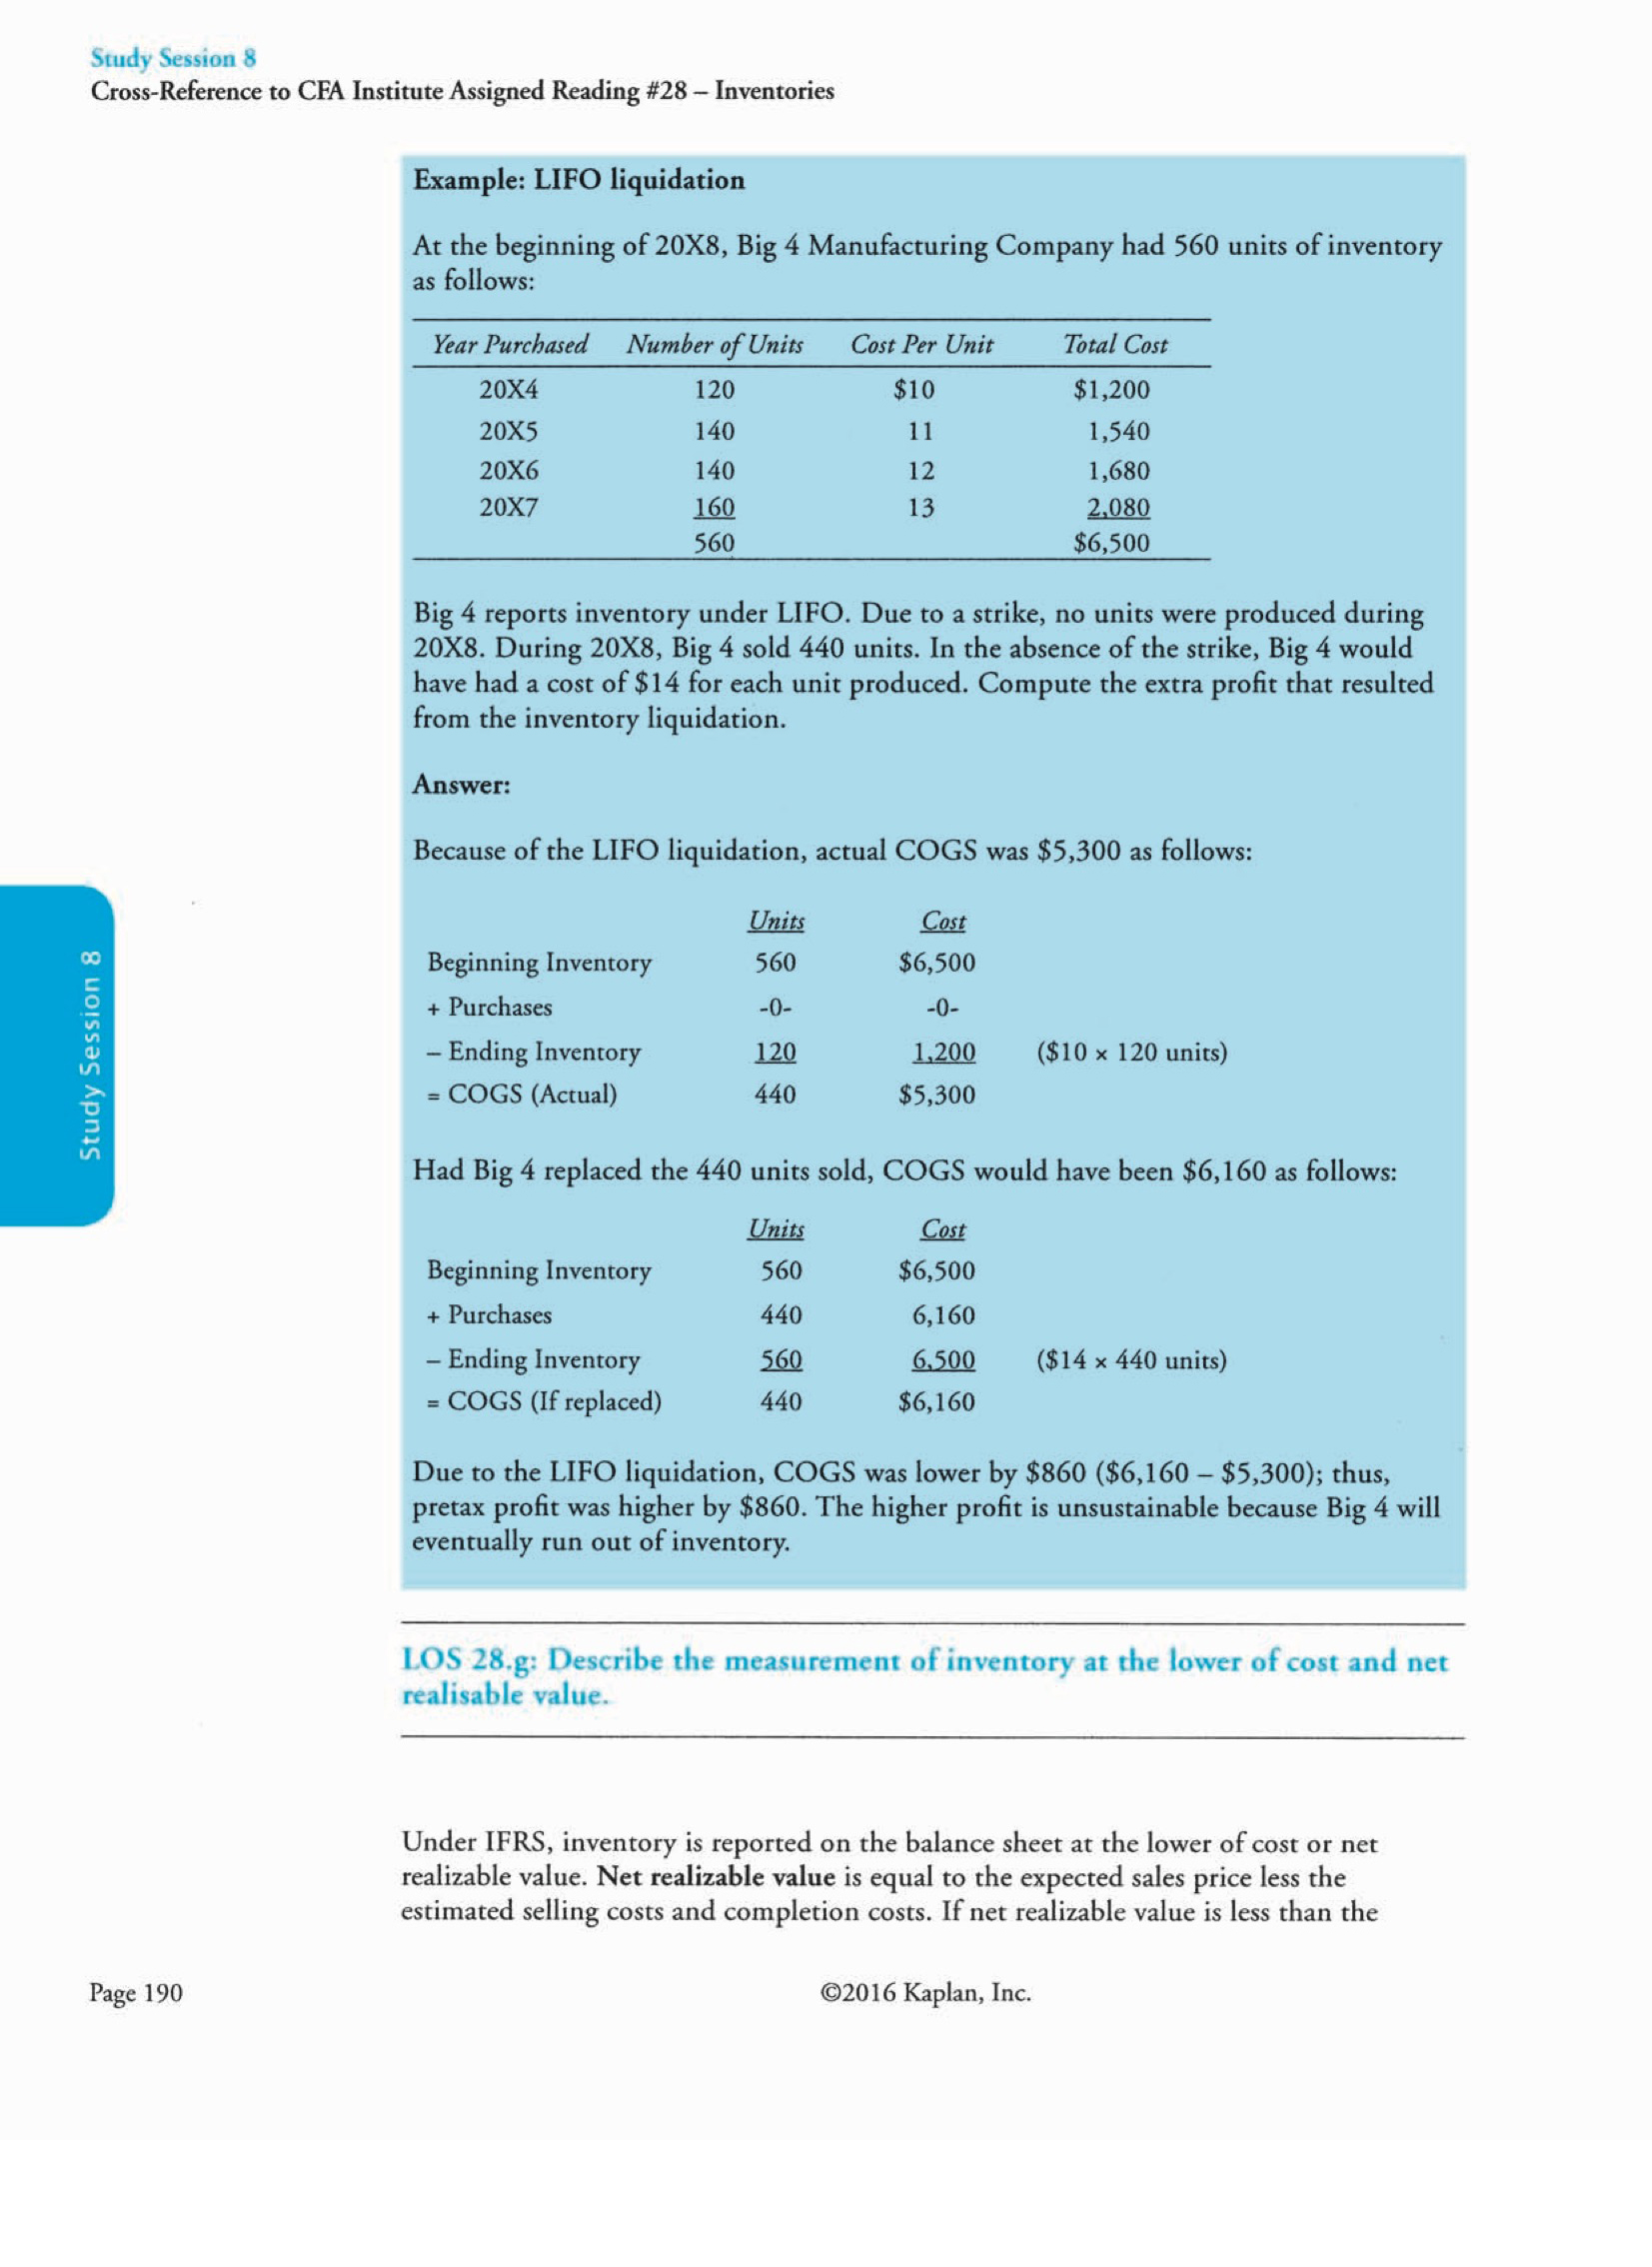 Study Session 8
Cross-Reference to CFA Institute Assigned Reading #28 – Inventories
Example: LIFO liquidation
At the beginning of 20X8, Big 4 Manufacturing Company had 560 units of inventory
as follows:
Year Purchased Number of Units Cost Per Unit Total Cost
20X4 120 $10 $1,200
20X5 140 11 1,540
20X6 140 12 1,680
20X7 160 13 2,080
560 $6,500
Big 4 reports inventory under LIFO. Due to a strike, no units were produced during
20X8. During 20X8, Big 4 sold 440 units. In the absence of the strike, Big 4 would
have had a cost of $14 for each unit produced. Compute the extra profit that resulted
from the inventory liquidation.
Answer:
Because of the LIFO liquidation, actual COGS was $5,300 as follows:
Units Cost
Beginning Inventory 560 $6,500
+ Purchases -0- -0-
– Ending Inventory 120 1,200 ($10 × 120 units)
= COGS (Actual) 440 $5,300
Had Big 4 replaced the 440 units sold, COGS would have been $6,160 as follows:
Units Cost
Beginning Inventory 560 $6,500
+ Purchases 440 6,160
– Ending Inventory 560 6,500 ($14 × 440 units)
= COGS (If replaced) 440 $6,160
Due to the LIFO liquidation, COGS was lower by $860 ($6,160 – $5,300); thus,
pretax profit was higher by $860. The higher profit is unsustainable because Big 4 will
eventually run out of inventory.
Study Session 8
LOS 28.g: Describe the measurement of inventory at the lower of cost and net
realisable value.
Under IFRS, inventory is reported on the balance sheet at the lower of cost or net
realizable value. Net realizable value is equal to the expected sales price less the
estimated selling costs and completion costs. If net realizable value is less than the
Page 190 ©2016 Kaplan, Inc.